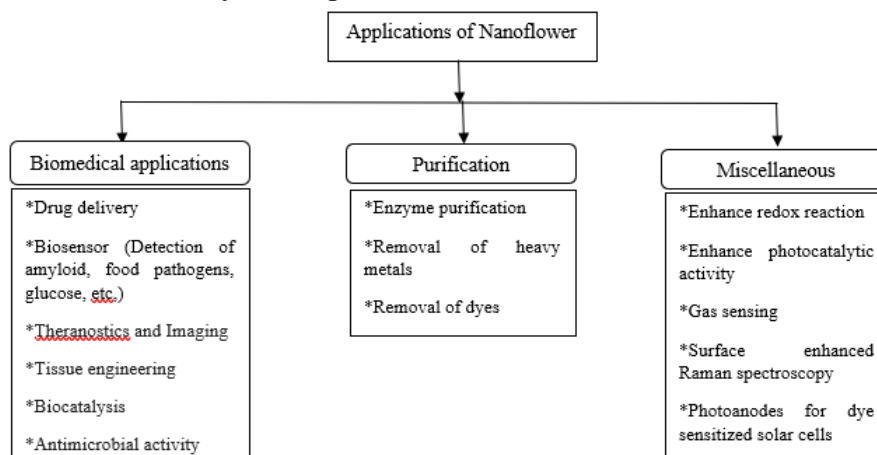 Applications of Nanoflower
Biomedical applications
*Drug delivery
*Biosensor (Detection of
amyloid, food pathogens,
glucose, etc.)
*Theranostics and Imaging
*Tissue engineering
*Biocatalysis
*Antimicrobial activity
Purification
*Enzyme purification
*Removal of heavy
metals
*Removal of dyes
Miscellaneous
*Enhance redox reaction
*Enhance photocatalytic
activity
*Gas sensing
*Surface enhanced
Raman spectroscopy
*Photoanodes for dye
sensitized solar cells